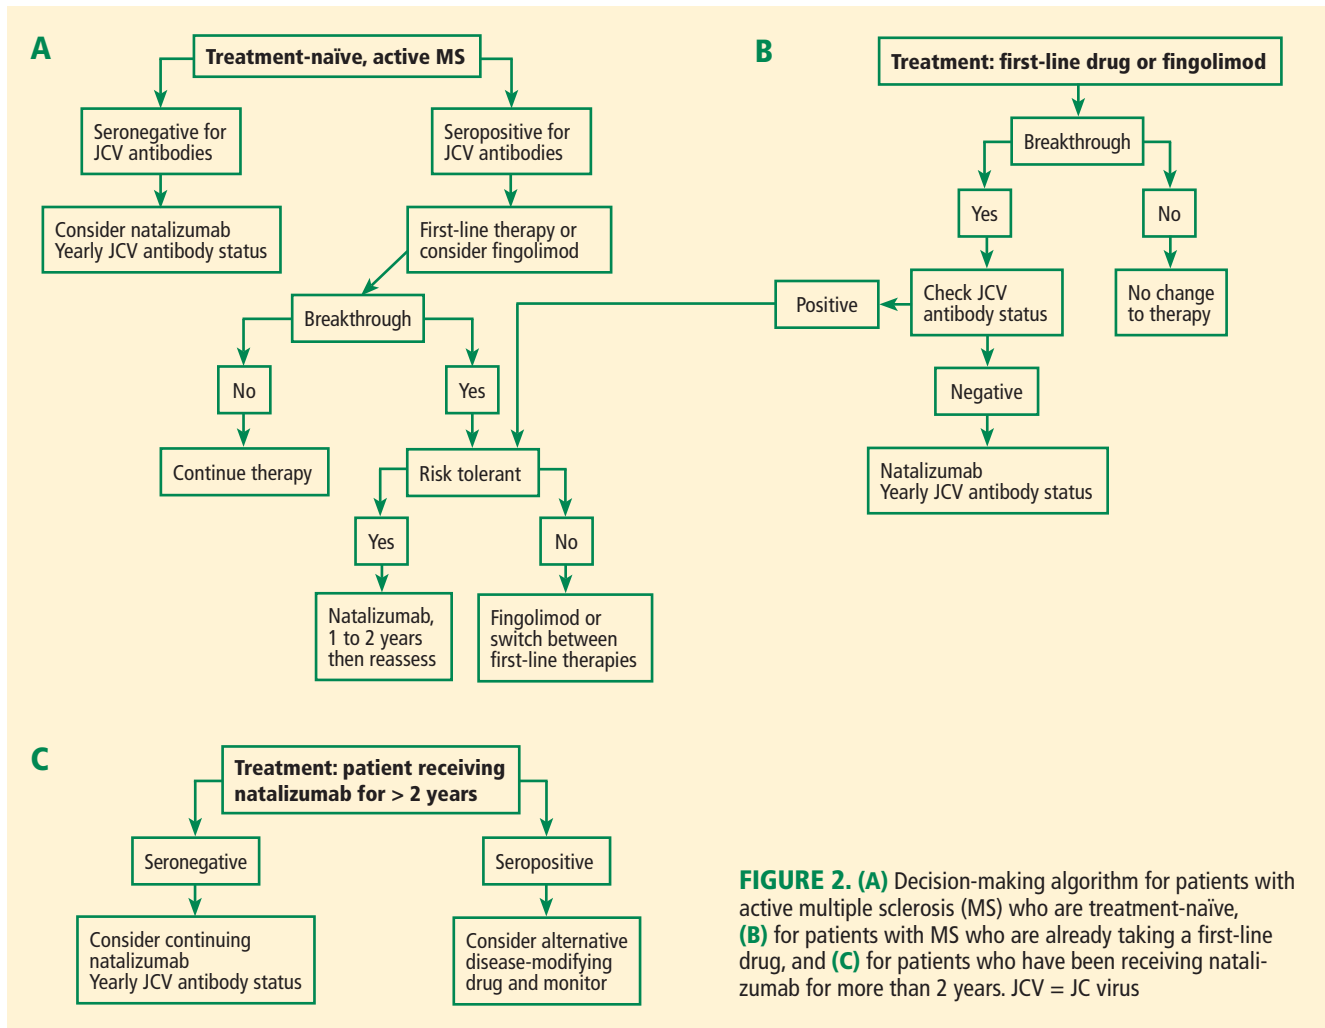 A
Treatment-naïve, active MS
Seronegative for
JCV antibodies
Seropositive for
JCV antibodies
Consider natalizumab
Yearly JCV antibody status
First-line therapy or
consider fingolimod
Breakthrough
No
Yes
Continue therapy
Risk tolerant
Yes
No
Natalizumab,
1 to 2 years
then reassess
Fingolimod or
switch between
first-line therapies
B
Treatment: first-line drug or fingolimod
Breakthrough
Yes
No
Check JCV
antibody status
No change
to therapy
Positive
Negative
Natalizumab
Yearly JCV antibody status
C
Treatment: patient receiving
natalizumab for > 2 years
Seronegative
Seropositive
Consider continuing
natalizumab
Yearly JCV antibody status
Consider alternative
disease-modifying
drug and monitor
FIGURE 2. (A) Decision-making algorithm for patients with
active multiple sclerosis (MS) who are treatment-naïve,
(B) for patients with MS who are already taking a first-line
drug, and (C) for patients who have been receiving natali-
zumab for more than 2 years. JCV = JC virus